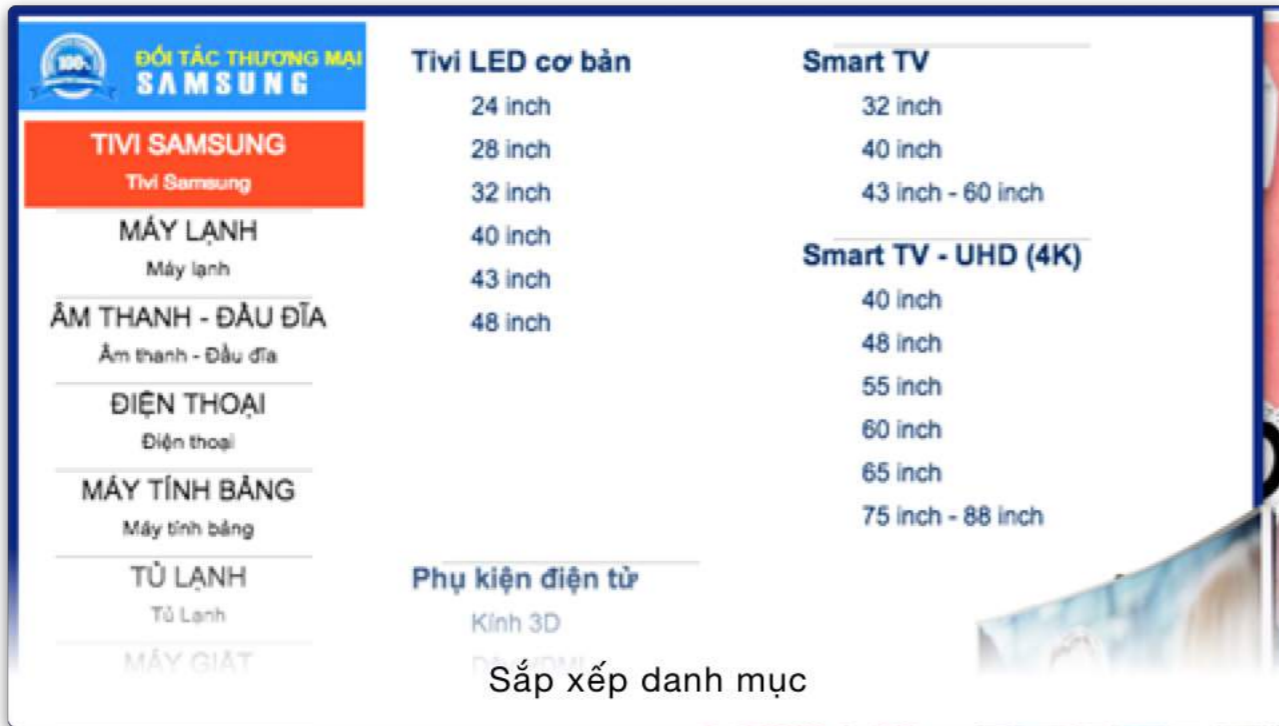 100%
ĐỐI TÁC THƯƠNG MẠI
SAMSUNG
TIVI SAMSUNG
Tivi Samsung
MÁY LẠNH
Máy lạnh
ÂM THANH - ĐẦU ĐĨA
Âm thanh - Đầu đĩa
ĐIỆN THOẠI
Điện thoại
MÁY TÍNH BẢNG
Máy tính bảng
TỦ LẠNH
Tủ Lạnh
MÁY GIẶT
Tivi LED cơ bản
24 inch
28 inch
32 inch
40 inch
43 inch
48 inch
Phụ kiện điện tử
Kính 3D
Smart TV
32 inch
40 inch
43 inch - 60 inch
Smart TV - UHD (4K)
40 inch
48 inch
55 inch
60 inch
65 inch
75 inch - 88 inch
Sắp xếp danh mục